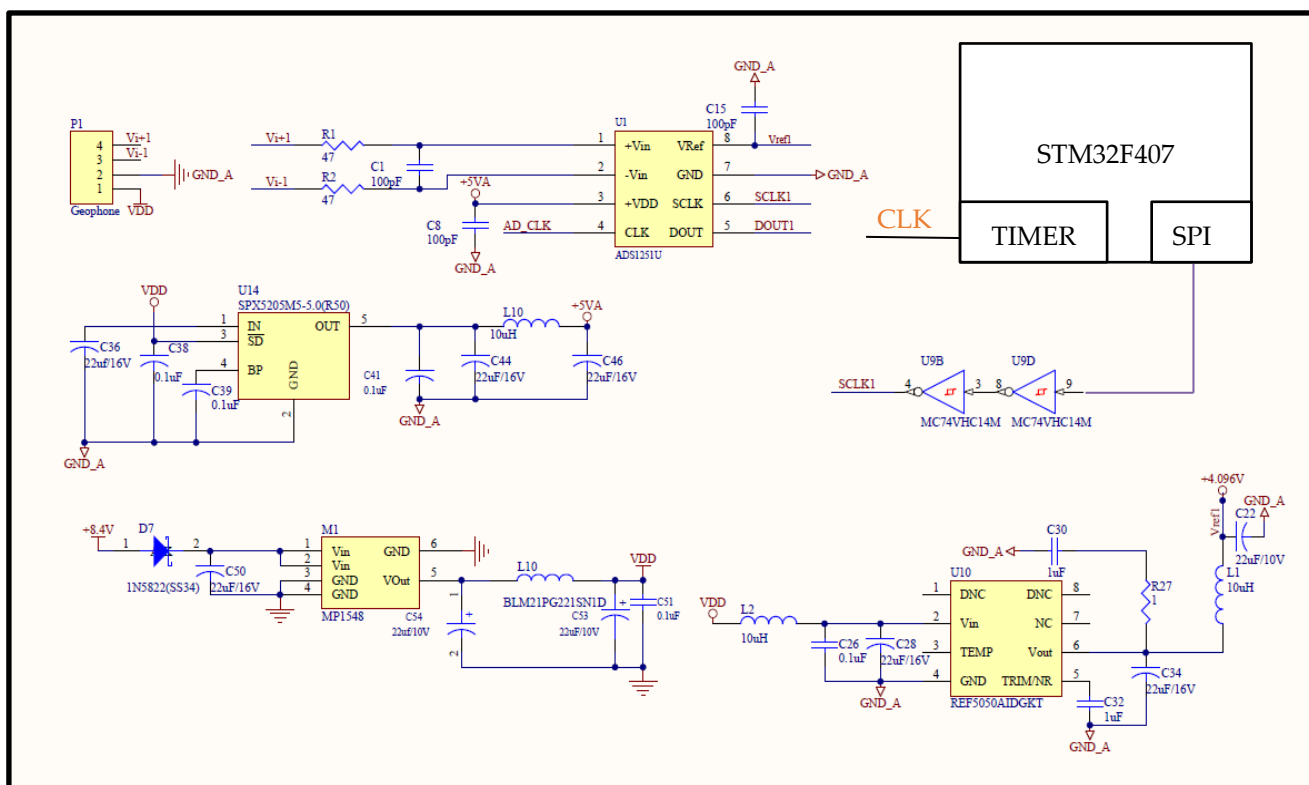 P1
4 Vi+1
3 Vi-1
2 GND_A
1 VDD
Geophone
Vi+1 R1 47
Vi-1 R2 47
C1
100pF
+5VA
C8
100pF
GND_A
AD_CLK
U1
1 +Vin VRef 8
2 -Vin GND 7
3 +VDD SCLK 6
4 CLK DOUT 5
ADS1251U
GND_A
C15
100pF
Vref1
GND_A
SCLK1
DOUT1
STM32F407
CLK
TIMER
SPI
VDD
U14
SPX5205M5-5.0(R50)
1 IN OUT 5
3 SD
4 BP
GND
2
C36
22uf/16V
C38
0.1uF
C39
0.1uF
GND_A
C41
0.1uF
C44
22uF/16V
L10
10uH
+5VA
C46
22uF/16V
GND_A
U9B U9D
SCLK1 4 3 8 9
MC74VHC14M MC74VHC14M
+8.4V
D7
1 2
1N5822(SS34)
C50
22uF/16V
M1
1 Vin GND 6
2 Vin
3 GND VOut 5
4 GND
MP1548
C54
22uf/10V
1
+
2
L10
BLM21PG221SN1D
VDD
+
C53
22uF/10V
C51
0.1uF
VDD
L2
10uH
C26
0.1uF
C28
22uF/16V
GND_A
GND_A
C30
1uF
U10
1 DNC DNC 8
2 Vin NC 7
3 TEMP Vout 6
4 GND TRIM/NR 5
REF5050AIDGKT
R27
1
C32
1uF
GND_A
C34
22uF/16V
+4.096V
Vref1
GND_A
C22
22uF/10V
L1
10uH